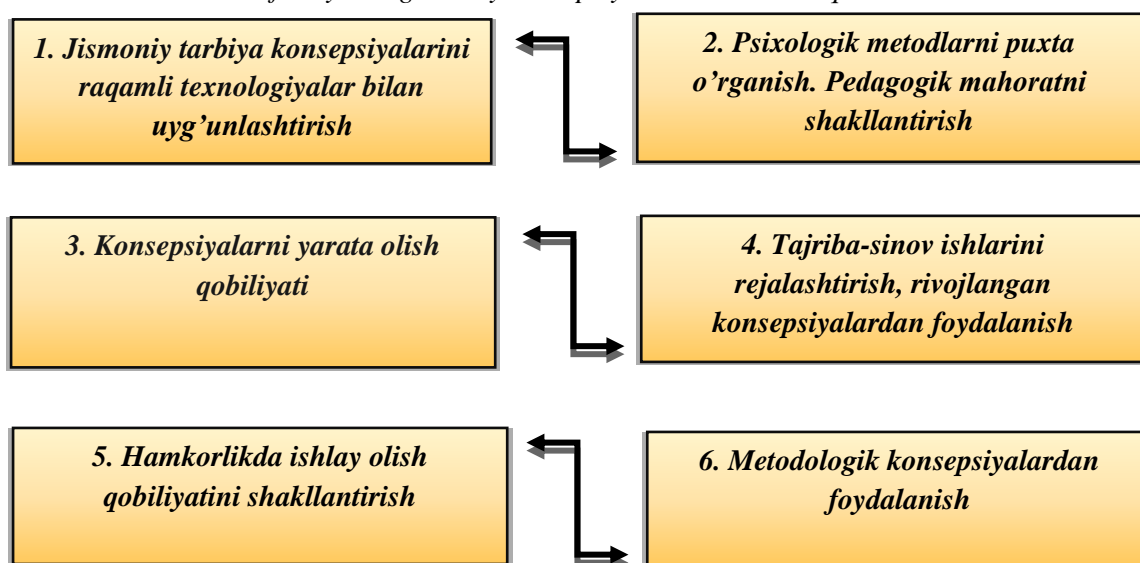 1. Jismoniy tarbiya konsepsiyalarini
raqamli texnologiyalar bilan
uyg'unlashtirish
2. Psixologik metodlarni puxta
o'rganish. Pedagogik mahoratni
shakllantirish
3. Konsepsiyalarni yarata olish
qobiliyati
4. Tajriba-sinov ishlarini
rejalashtirish, rivojlangan
konsepsiyalardan foydalanish
5. Hamkorlikda ishlay olish
qobiliyatini shakllantirish
6. Metodologik konsepsiyalardan
foydalanish